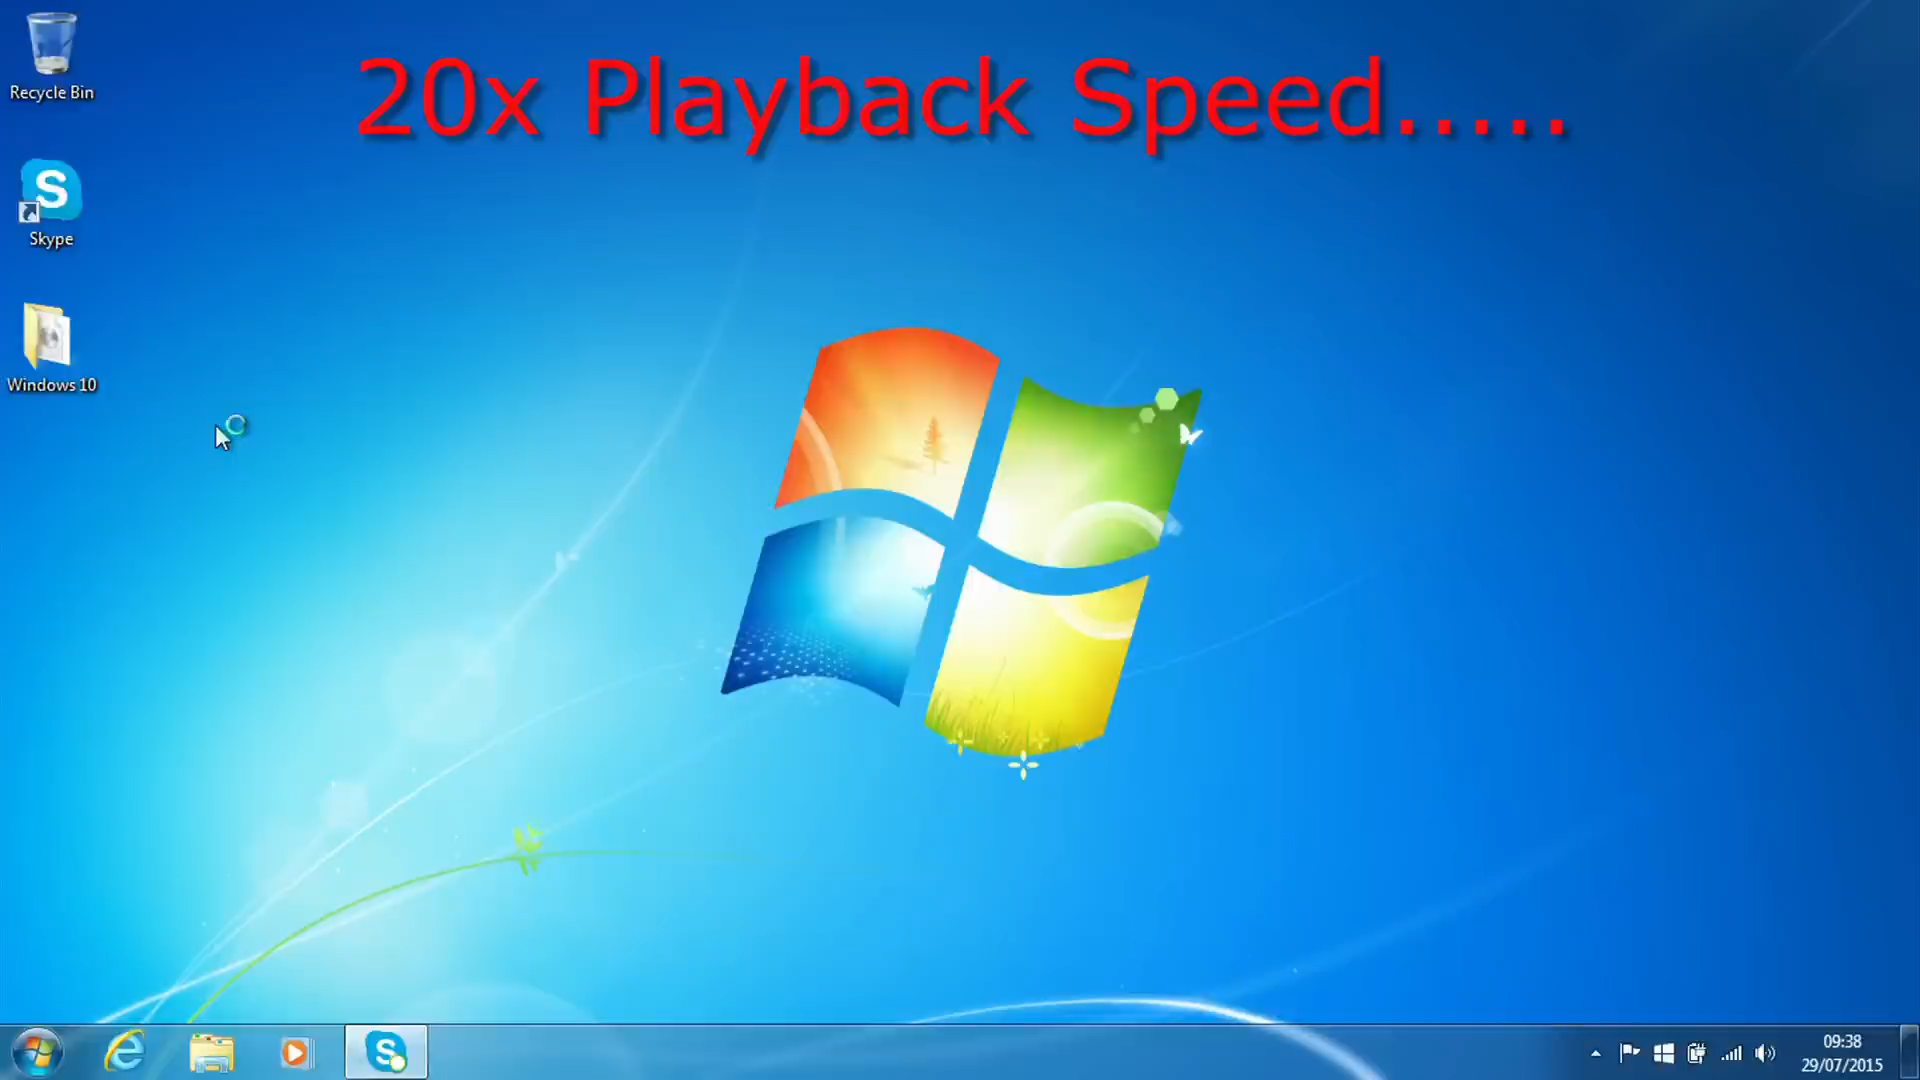 20x Playback Speed.....
Recycle Bin
Skype
Windows 10
09:38
29/07/2015